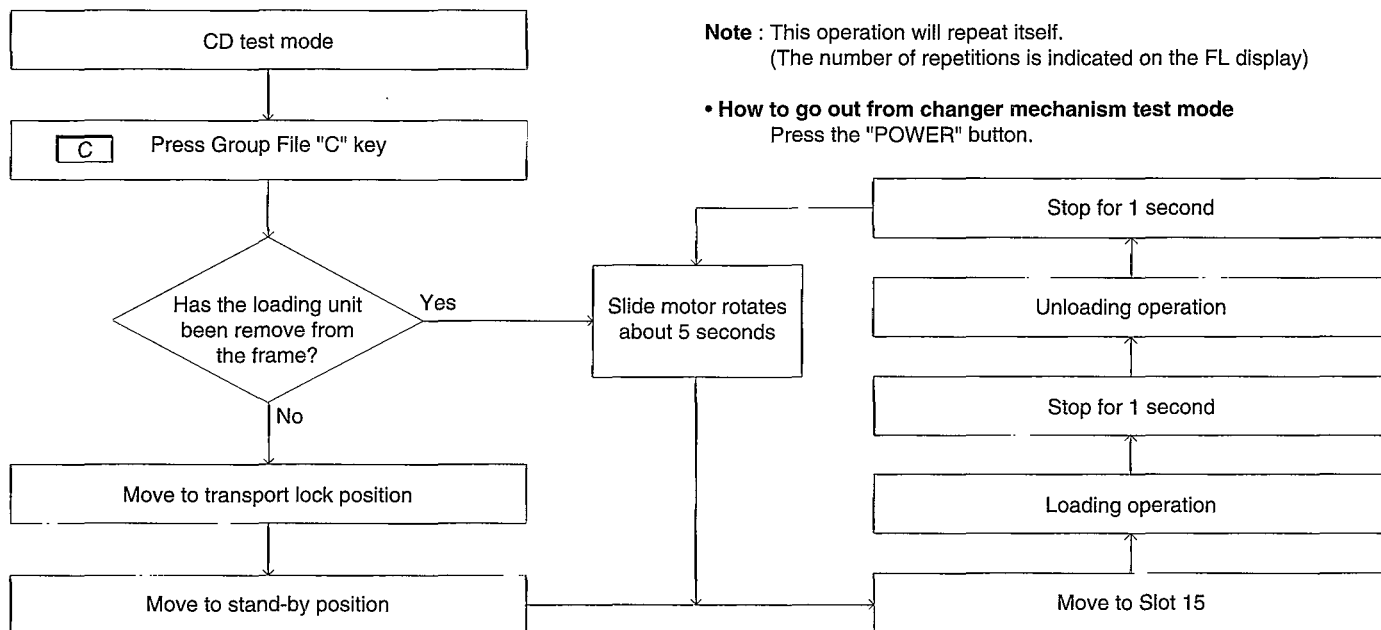 CD test mode
C
Press Group File "C" key
Has the loading unit
been remove from
the frame?
Yes
No
Move to transport lock position
Move to stand-by position
Slide motor rotates
about 5 seconds
Note : This operation will repeat itself.
(The number of repetitions is indicated on the FL display)
• How to go out from changer mechanism test mode
Press the "POWER" button.
Stop for 1 second
Unloading operation
Stop for 1 second
Loading operation
Move to Slot 15